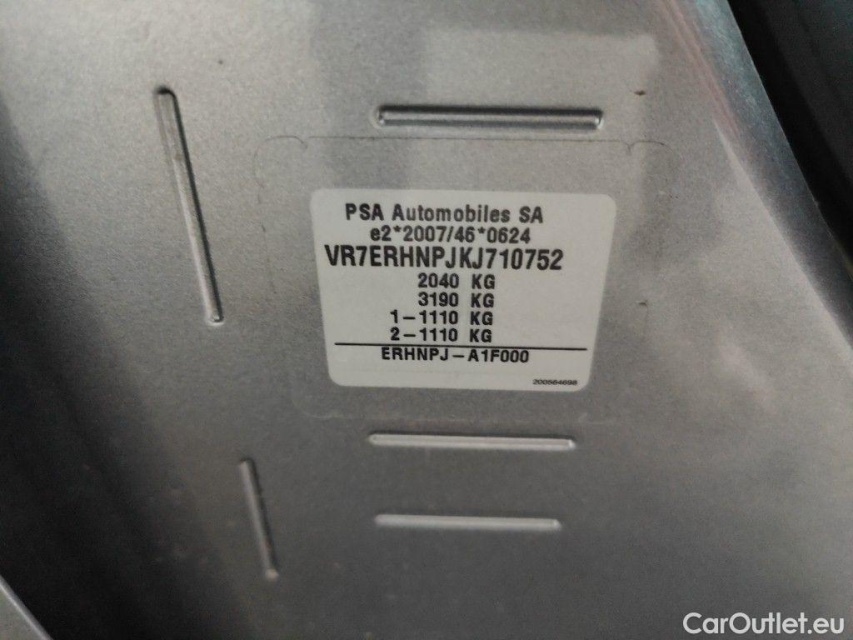 PSA Automobiles SA
e2*2007/46*0624
VR7ERHNPJKJ710752
2040 KG
3190 KG
1-1110 KG
2-1110 KG
ERHNPJ-A1F000
200584698
CarOutlet.eu